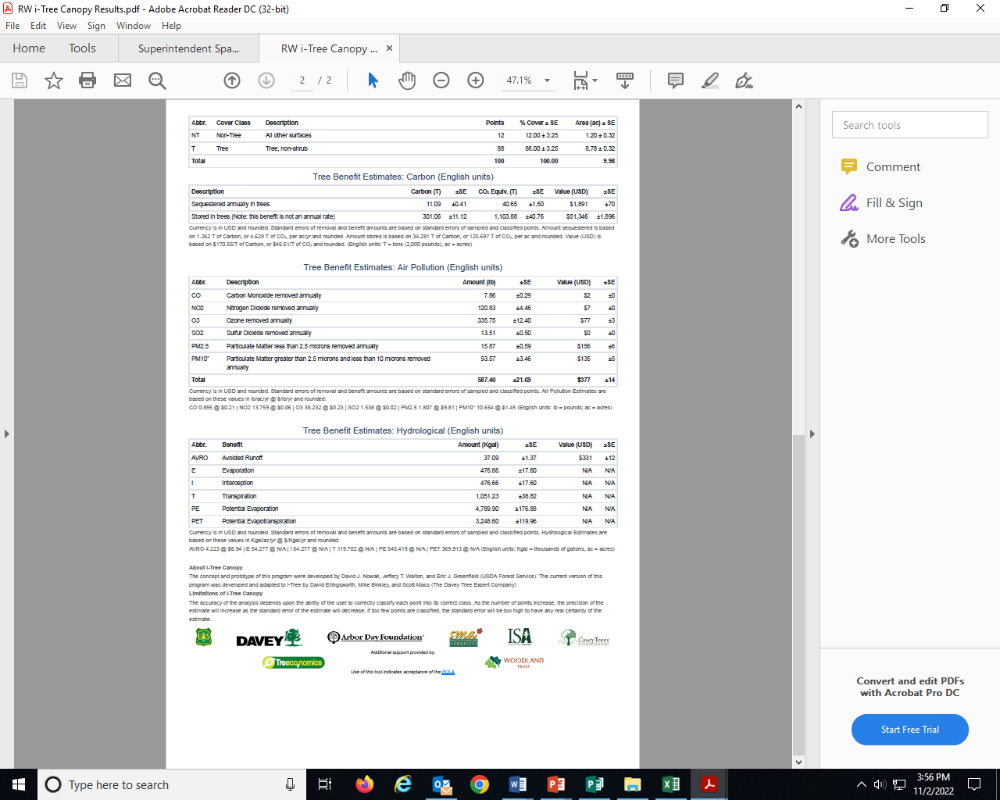 RW i-Tree Canopy Results.pdf - Adobe Acrobat Reader DC (32-bit)
File Edit View Sign Window Help
Home Tools Superintendent Spa... RW i-Tree Canopy ... ×
2 / 2 47.1%
Abbr. Cover Class Description Points % Cover ± SE Area (ac) ± SE
NT Non-Tree All other surfaces 12 12.00 ± 3.25 1.20 ± 0.32
T Tree Tree, non-shrub 88 88.00 ± 3.25 8.78 ± 0.32
Total 100 100.00 9.98
Tree Benefit Estimates: Carbon (English units)
Description Carbon (T) ±SE CO₂ Equiv. (T) ±SE Value (USD) ±SE
Sequestered annually in trees 11.09 ±0.41 40.65 ±1.50 $1,891 ±70
Stored in trees (Note: this benefit is not an annual rate) 301.06 ±11.12 1,103.88 ±40.76 $51,346 ±1,896
Currency is in USD and rounded. Standard errors of removal and benefit amounts are based on standard errors of sampled and classified points. Amount sequestered is based
on 1.262 T of Carbon, or 4.629 T of CO₂, per ac/yr and rounded. Amount stored is based on 34.281 T of Carbon, or 125.697 T of CO₂, per ac and rounded. Value (USD) is
based on $170.55/T of Carbon, or $46.51/T of CO₂ and rounded. (English units: T = tons (2,000 pounds), ac = acres)
Tree Benefit Estimates: Air Pollution (English units)
Abbr. Description Amount (lb) ±SE Value (USD) ±SE
CO Carbon Monoxide removed annually 7.86 ±0.29 $2 ±0
NO2 Nitrogen Dioxide removed annually 120.83 ±4.46 $7 ±0
O3 Ozone removed annually 335.75 ±12.40 $77 ±3
SO2 Sulfur Dioxide removed annually 13.51 ±0.50 $0 ±0
PM2.5 Particulate Matter less than 2.5 microns removed annually 15.87 ±0.59 $156 ±6
PM10* Particulate Matter greater than 2.5 microns and less than 10 microns removed 93.57 ±3.46 $135 ±5
annually
Total 587.40 ±21.69 $377 ±14
Currency is in USD and rounded. Standard errors of removal and benefit amounts are based on standard errors of sampled and classified points. Air Pollution Estimates are
based on these values in lb/ac/yr @ $/lb/yr and rounded:
CO 0.895 @ $0.21 | NO2 13.759 @ $0.06 | O3 38.232 @ $0.23 | SO2 1.538 @ $0.02 | PM2.5 1.807 @ $9.81 | PM10* 10.654 @ $1.45 (English units: lb = pounds, ac = acres)
Tree Benefit Estimates: Hydrological (English units)
Abbr. Benefit Amount (Kgal) ±SE Value (USD) ±SE
AVRO Avoided Runoff 37.09 ±1.37 $331 ±12
E Evaporation 476.66 ±17.60 N/A N/A
I Interception 476.66 ±17.60 N/A N/A
T Transpiration 1,051.23 ±38.82 N/A N/A
PE Potential Evaporation 4,789.90 ±176.88 N/A N/A
PET Potential Evapotranspiration 3,248.60 ±119.96 N/A N/A
Currency is in USD and rounded. Standard errors of removal and benefit amounts are based on standard errors of sampled and classified points. Hydrological Estimates are
based on these values in Kgal/ac/yr @ $/Kgal/yr and rounded:
AVRO 4.223 @ $8.94 | E 54.277 @ N/A | I 54.277 @ N/A | T 119.702 @ N/A | PE 545.419 @ N/A | PET 369.913 @ N/A (English units: Kgal = thousands of gallons, ac = acres)
About i-Tree Canopy
The concept and prototype of this program were developed by David J. Nowak, Jeffery T. Walton, and Eric J. Greenfield (USDA Forest Service). The current version of this
program was developed and adapted to i-Tree by David Ellingsworth, Mike Binkley, and Scott Maco (The Davey Tree Expert Company)
Limitations of i-Tree Canopy
The accuracy of the analysis depends upon the ability of the user to correctly classify each point into its correct class. As the number of points increase, the precision of the
estimate will increase as the standard error of the estimate will decrease. If too few points are classified, the standard error will be too high to have any real certainty of the
estimate.
UAS DAVEY Arbor Day Foundation sma ARBORISTS ISA Casey Trees
Additional support provided by:
Treeconomics WOODLAND TRUST
Use of this tool indicates acceptance of the EULA
Search tools
Comment
Fill & Sign
More Tools
Convert and edit PDFs
with Acrobat Pro DC
Start Free Trial
Type here to search
3:56 PM
11/2/2022